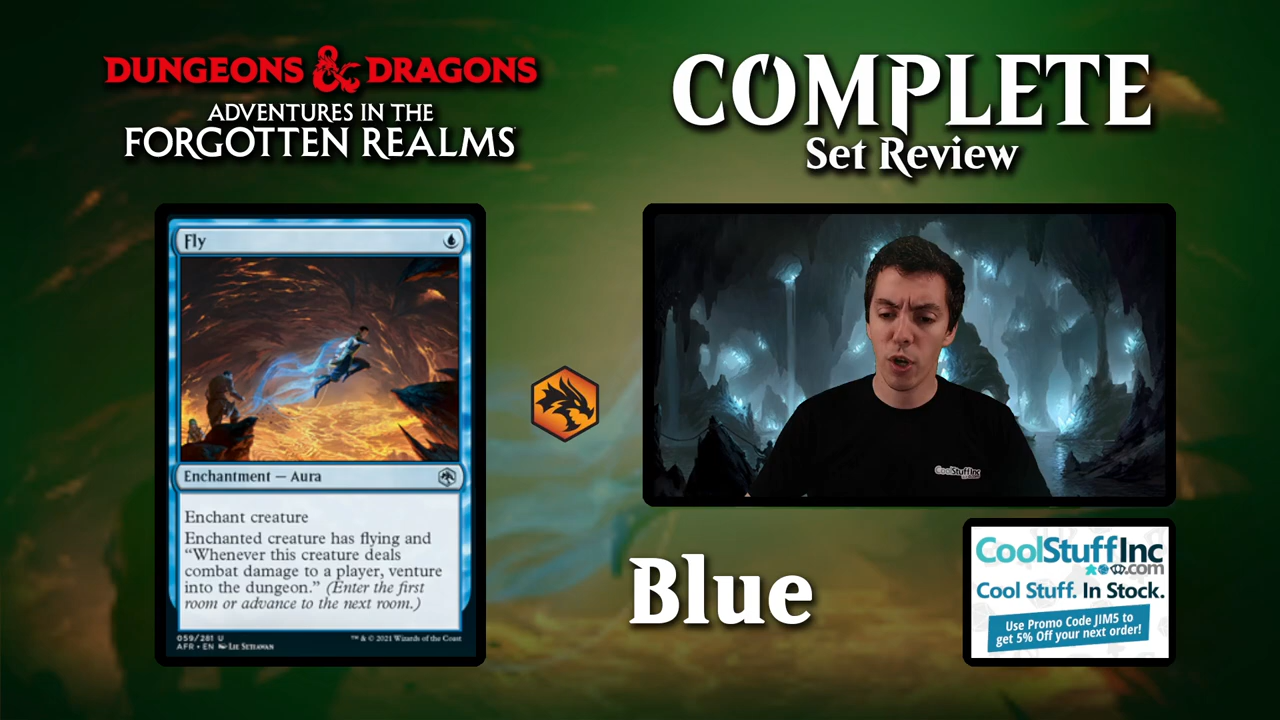 DUNGEONS & DRAGONS
ADVENTURES IN THE
FORGOTTEN REALMS
COMPLETE
Set Review
Fly
Enchantment — Aura
Enchant creature
Enchanted creature has flying and
“Whenever this creature deals
combat damage to a player, venture
into the dungeon.” (Enter the first
room or advance to the next room.)
059/281 U
AFR • EN Lie Setiawan
™ & © 2021 Wizards of the Coast
CoolStuffInc
Blue
CoolStuffInc
.com
Cool Stuff. In Stock.
Use Promo Code JIM5 to
get 5% Off your next order!